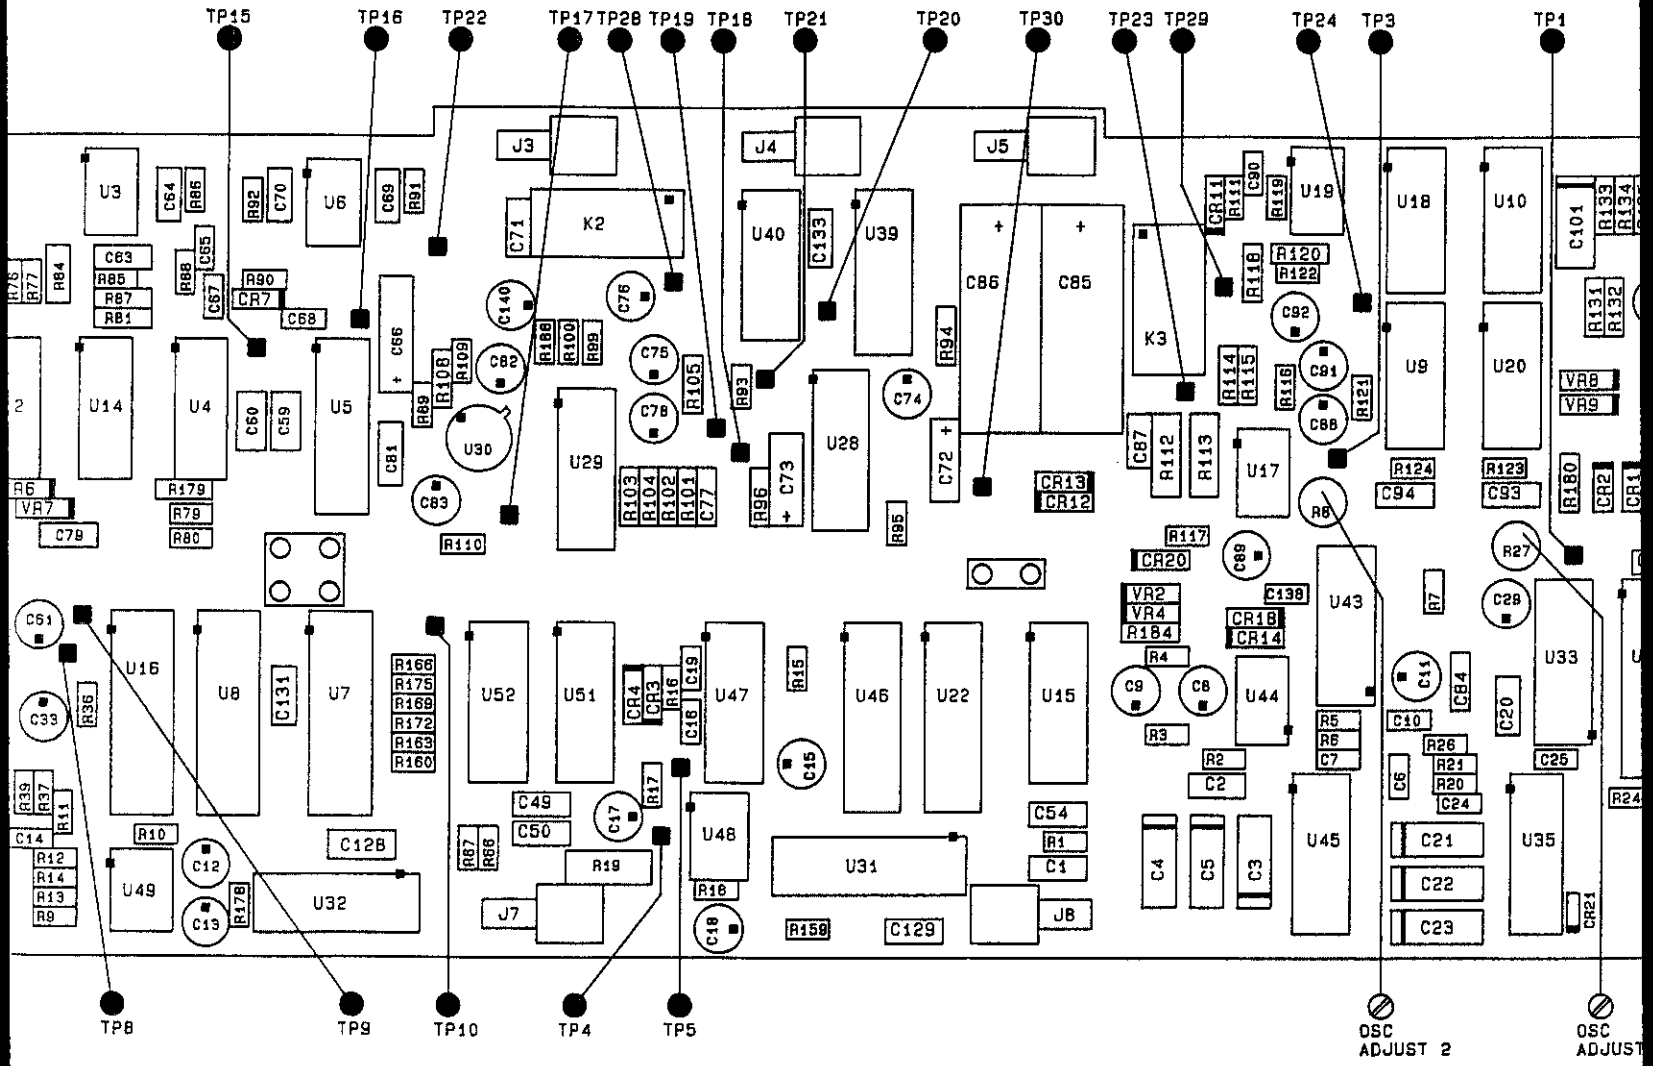 TP15 TP16 TP22 TP17 TP28 TP19 TP18 TP21 TP20 TP30 TP23 TP29 TP24 TP3 TP1
J3 J4 J5
U3 C64 R86 R92 C70 U6 C69 R91 C71 K2 U40 C133 U39 C86 C85 CR11 R111 C90 R119 U19 U18 U10 C101 R133 R134
R76 R77 R84 C63 R85 R87 R81 R88 C65 C67 R90 CR7 C68 C66 C140 C76 K3 R118 R120 R122 C92 R131 R132
R188 R100 R99 R94
2 U14 U4 C60 C59 U5 R89 R108 R109 C82 C75 R105 R93 C74 R114 R115 R116 C91 R121 U9 U20 VR8 VR9
C81 U30 U29 C78 U28 C72 C87 R112 R113 U17 C88
R6 VR7 C79 R179 R79 R80 C83 R110 R103 R104 R102 R101 C77 R96 C73 R95 CR13 CR12 R8 R124 C94 R123 C93 R180 CR2 CR1
R117 CR20 C89 R27
C61 VR2 VR4 R184 C138 CR18 CR14 U43 R7 C29
C33 R36 U16 U8 C131 U7 R166 R175 R169 R172 R163 R160 U52 U51 CR4 CR3 R16 C19 C16 U47 R15 U46 U22 U15 R4 C9 C8 U44 C11 C84 C20 U33 U
R3 R5 R6 C7 C10 R26 R21 R20 C24 C25
R39 R37 R11 C49 C50 C17 R17 C15 R2 C2 C6 R24
C14 R12 R14 R13 R9 R10 U49 C12 C13 R178 C128 U32 R67 R66 R19 U48 R18 C18 U31 C54 R1 C1 C4 C5 C3 U45 C21 C22 C23 U35 CR21
J7 R159 C129 J8
TP8 TP9 TP10 TP4 TP5
OSC
ADJUST 2
OSC
ADJUST